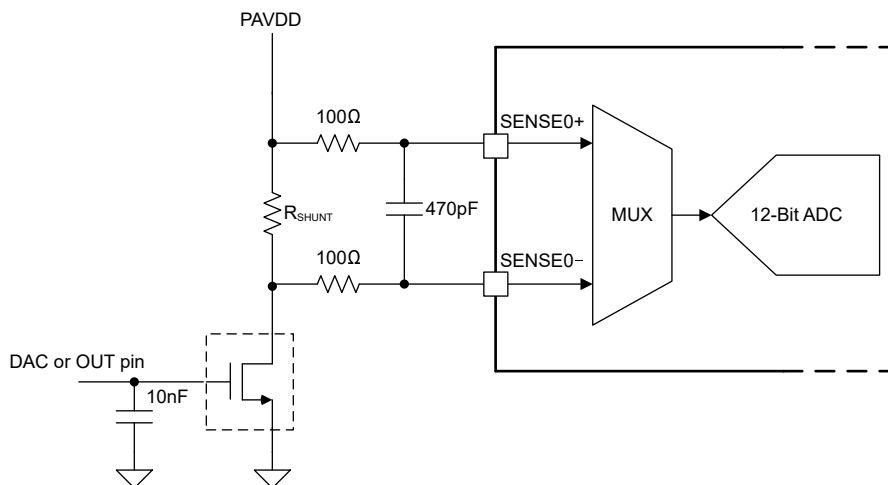 PAVDD
100Ω
SENSE0+
RSHUNT
470pF
MUX
12-Bit ADC
100Ω
SENSE0−
DAC or OUT pin
10nF